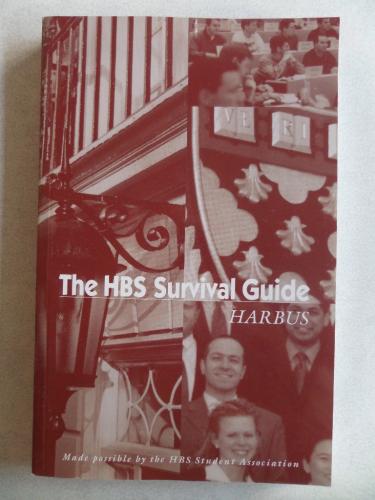 VE RI
The HBS Survival Guide
HARBUS
Made possible by the HBS Student Association